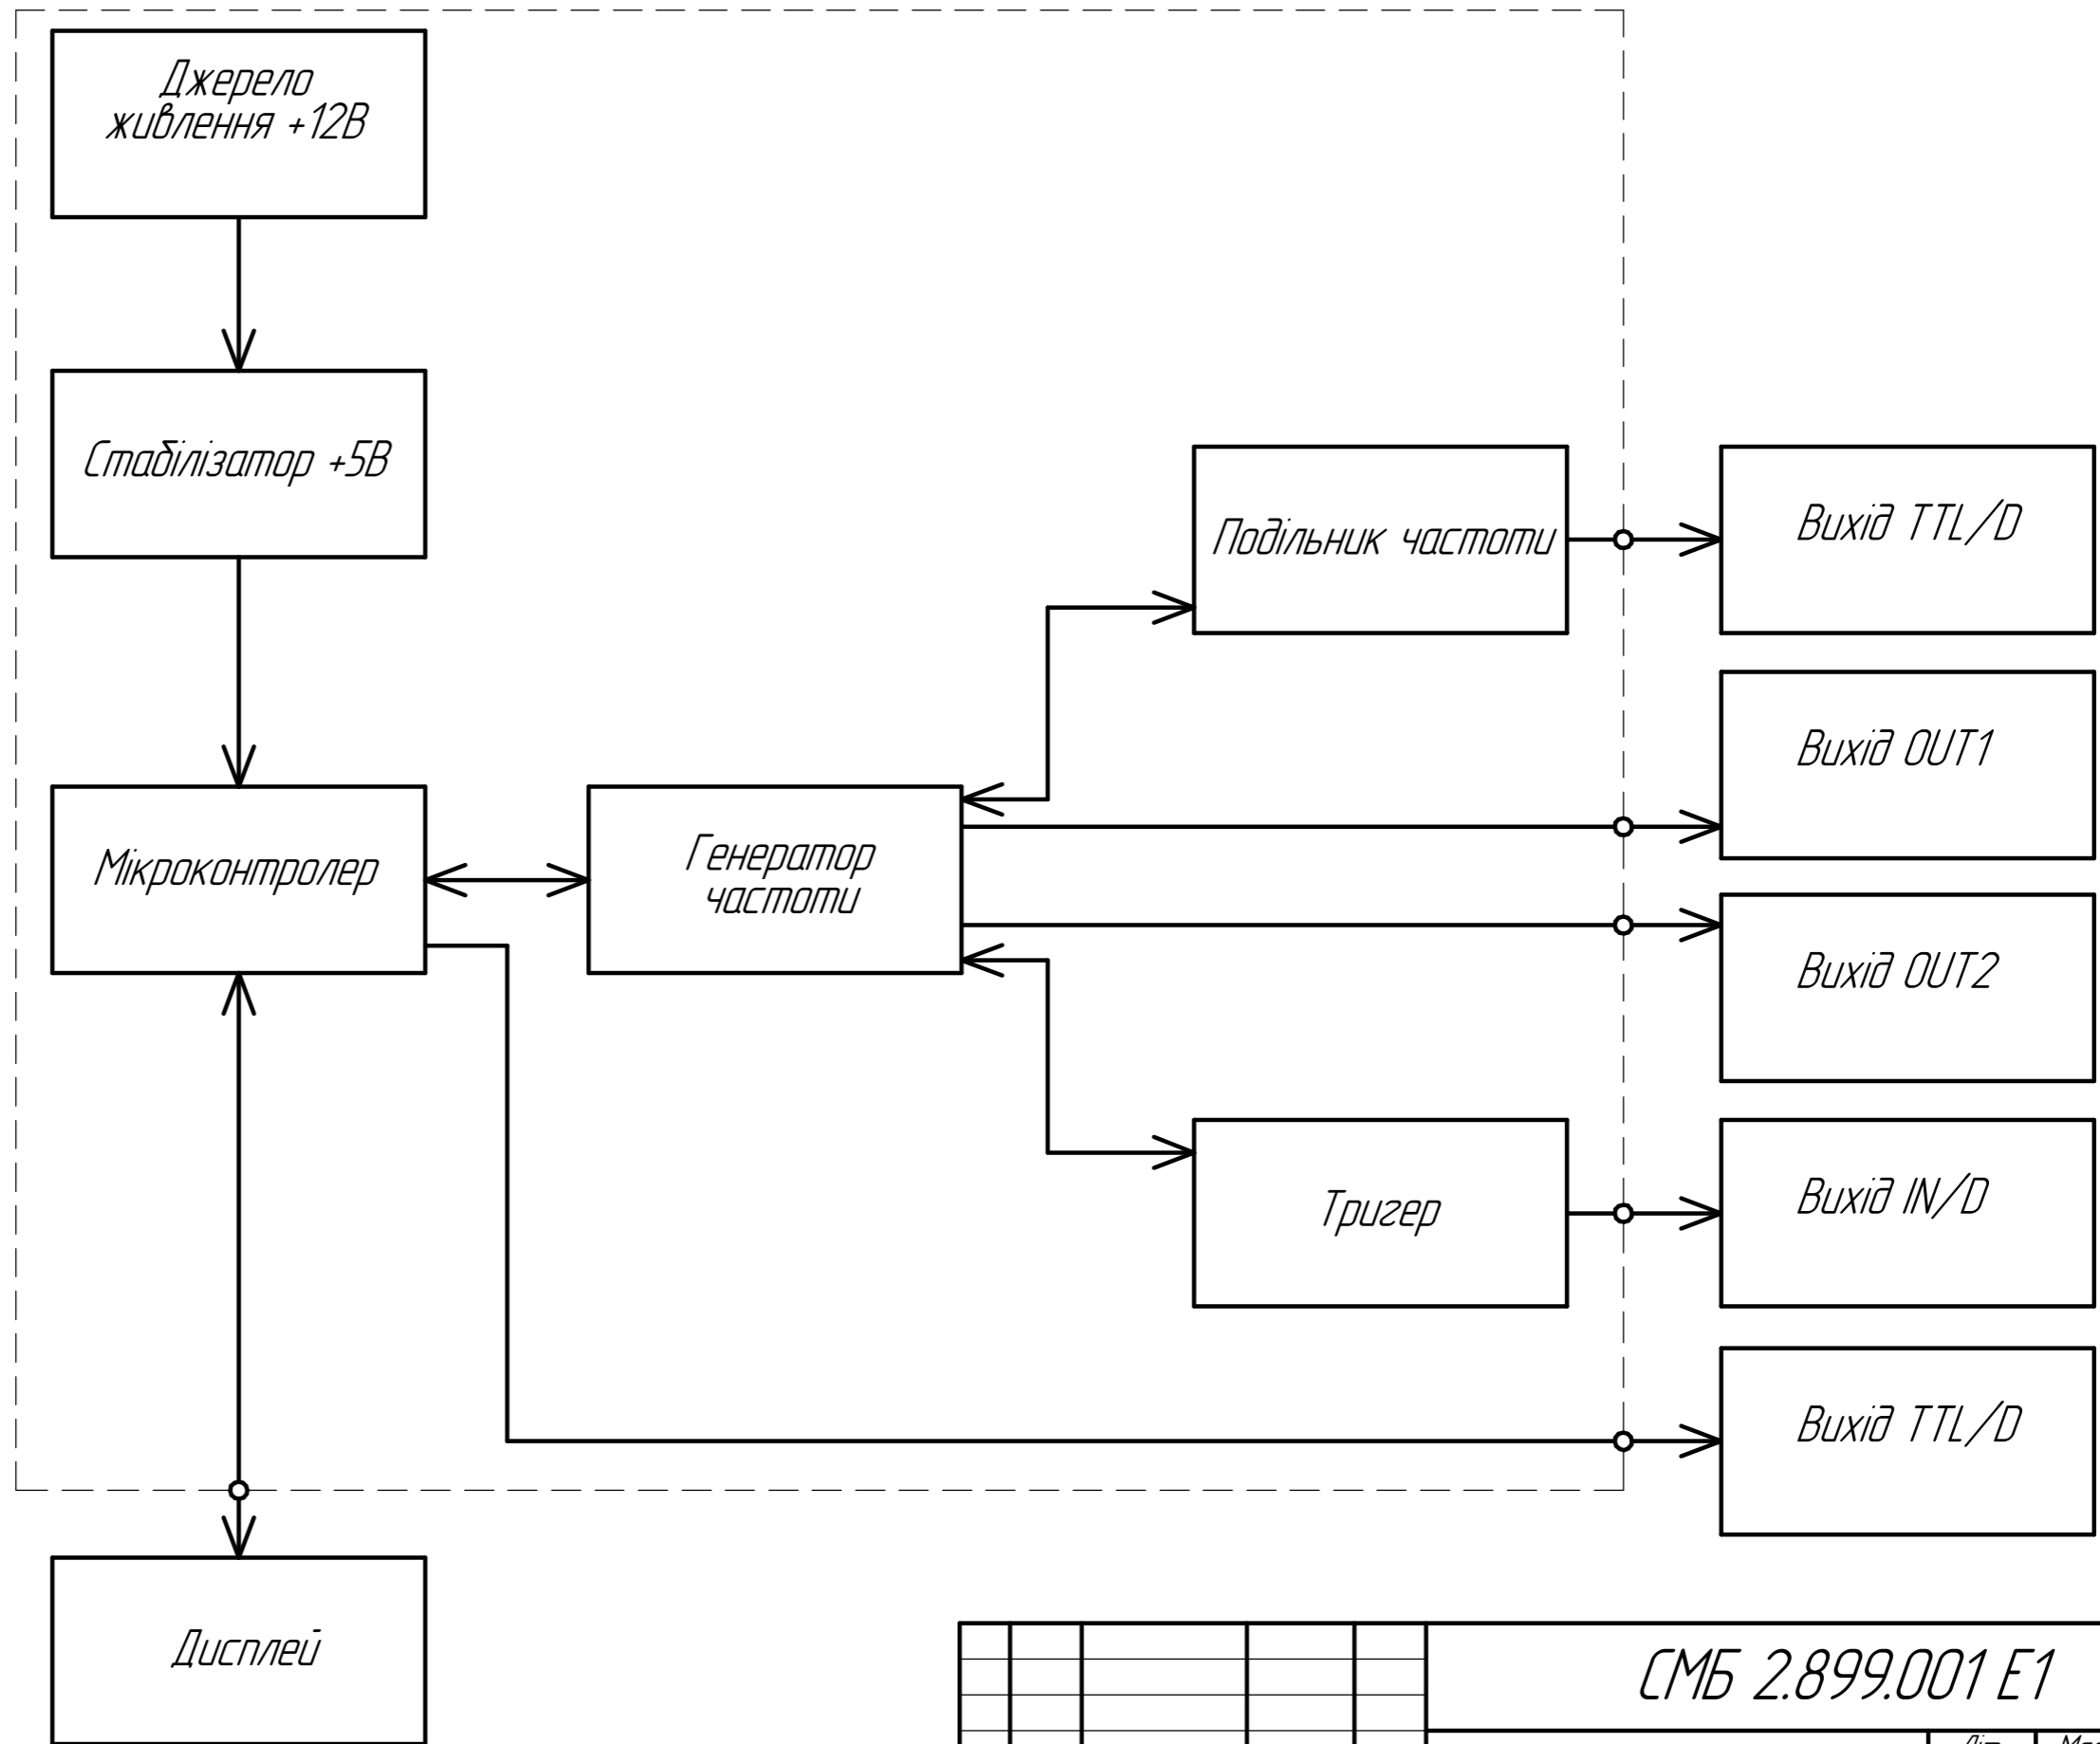 Джерело
живлення +12В
Стабілізатор +5В
Подільник частоти
Вихід TTL/D
Вихід OUT1
Мікроконтролер
Генератор
частоти
Вихід OUT2
Тригер
Вихід IN/D
Вихід TTL/D
Дисплей
СМБ 2.899.001 Е1